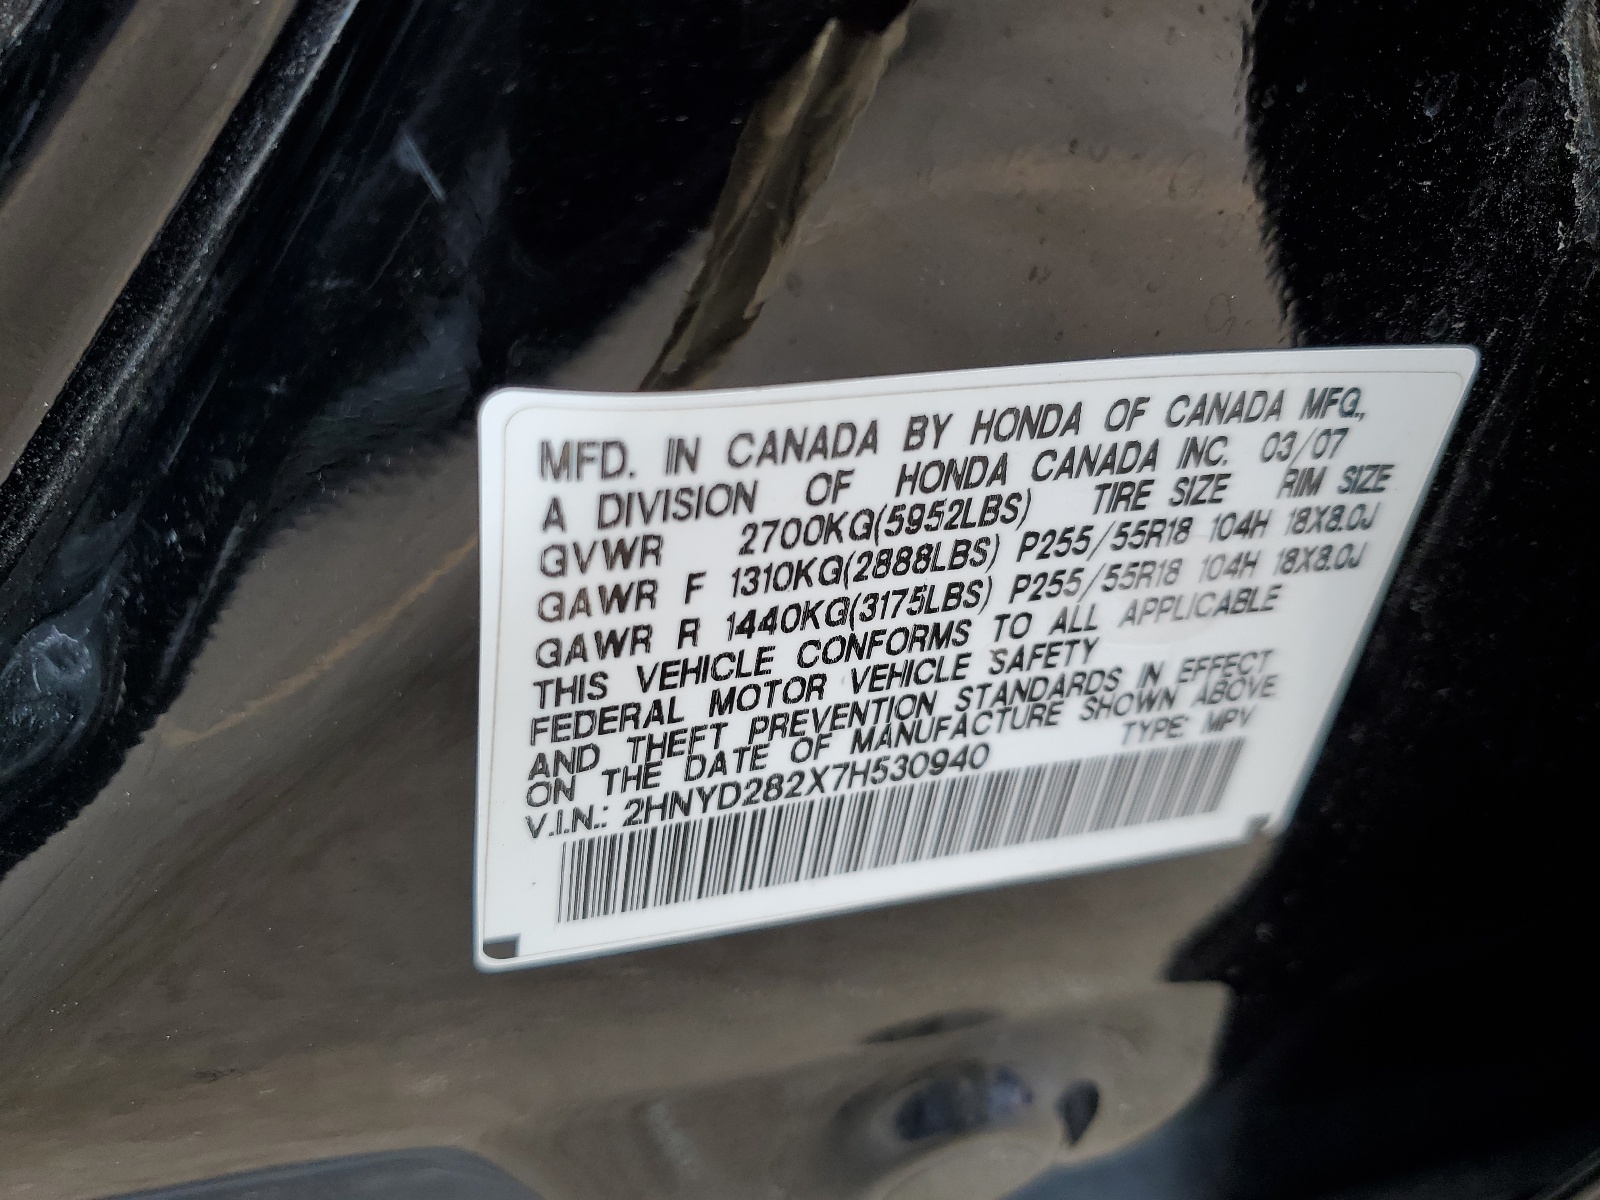 MFD. IN CANADA BY HONDA OF CANADA MFG.,
A DIVISION OF HONDA CANADA INC. 03/07
GVWR 2700KG(5952LBS) TIRE SIZE RIM SIZE
GAWR F 1310KG(2888LBS) P255/55R18 104H 18X8.0J
GAWR R 1440KG(3175LBS) P255/55R18 104H 18X8.0J
THIS VEHICLE CONFORMS TO ALL APPLICABLE
FEDERAL MOTOR VEHICLE SAFETY
AND THEFT PREVENTION STANDARDS IN EFFECT
ON THE DATE OF MANUFACTURE SHOWN ABOVE
V.I.N.: 2HNYD282X7H530940 TYPE: MPV